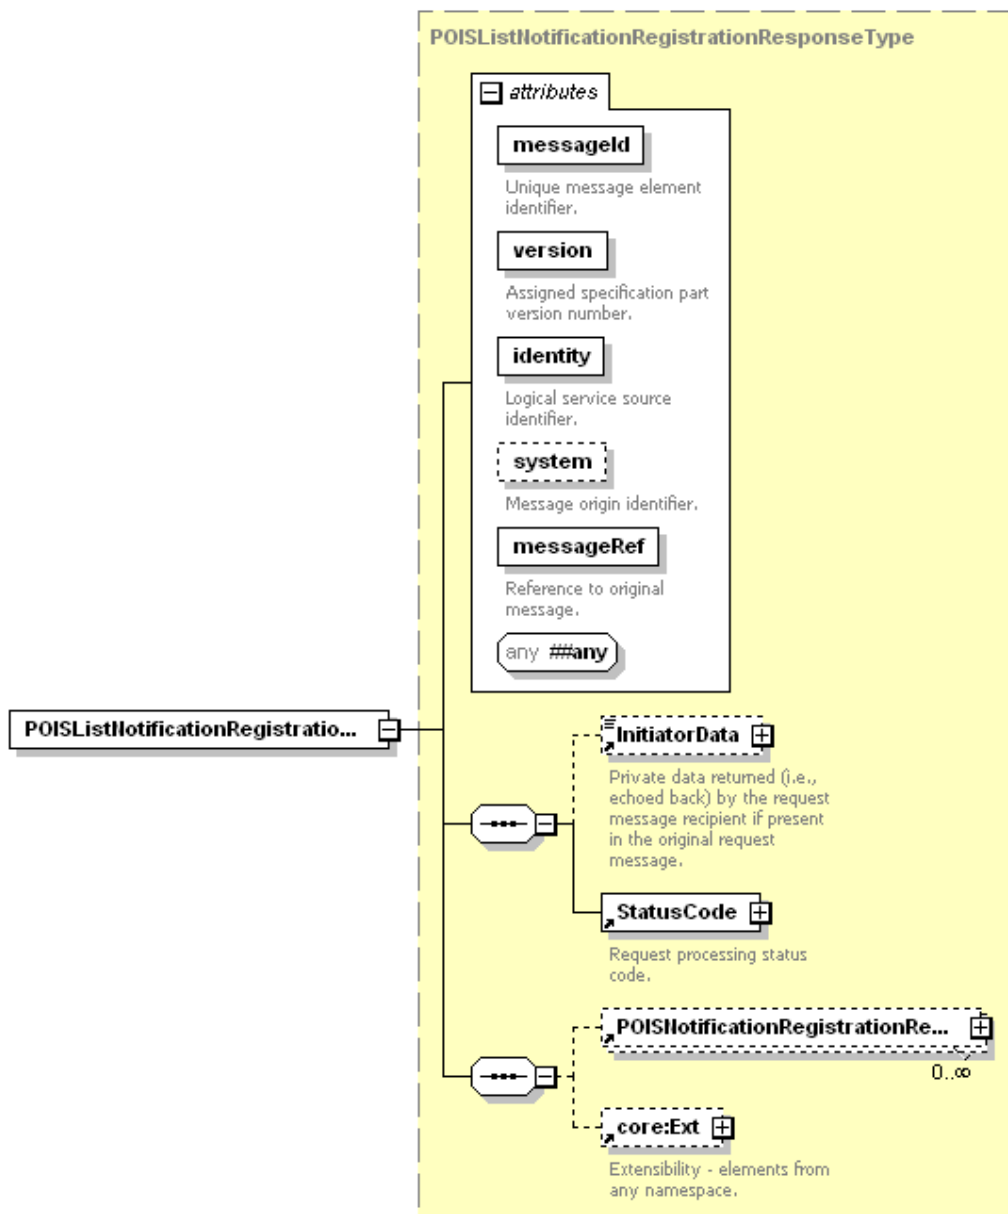 POISListNotificationRegistrationResponseType
attributes
messageId
Unique message element
identifier.
version
Assigned specification part
version number.
identity
Logical service source
identifier.
system
Message origin identifier.
messageRef
Reference to original
message.
any ##any
POISListNotificationRegistratio...
InitiatorData
Private data returned (i.e.,
echoed back) by the request
message recipient if present
in the original request
message.
StatusCode
Request processing status
code.
POISNotificationRegistrationRe...
0..∞
core:Ext
Extensibility - elements from
any namespace.